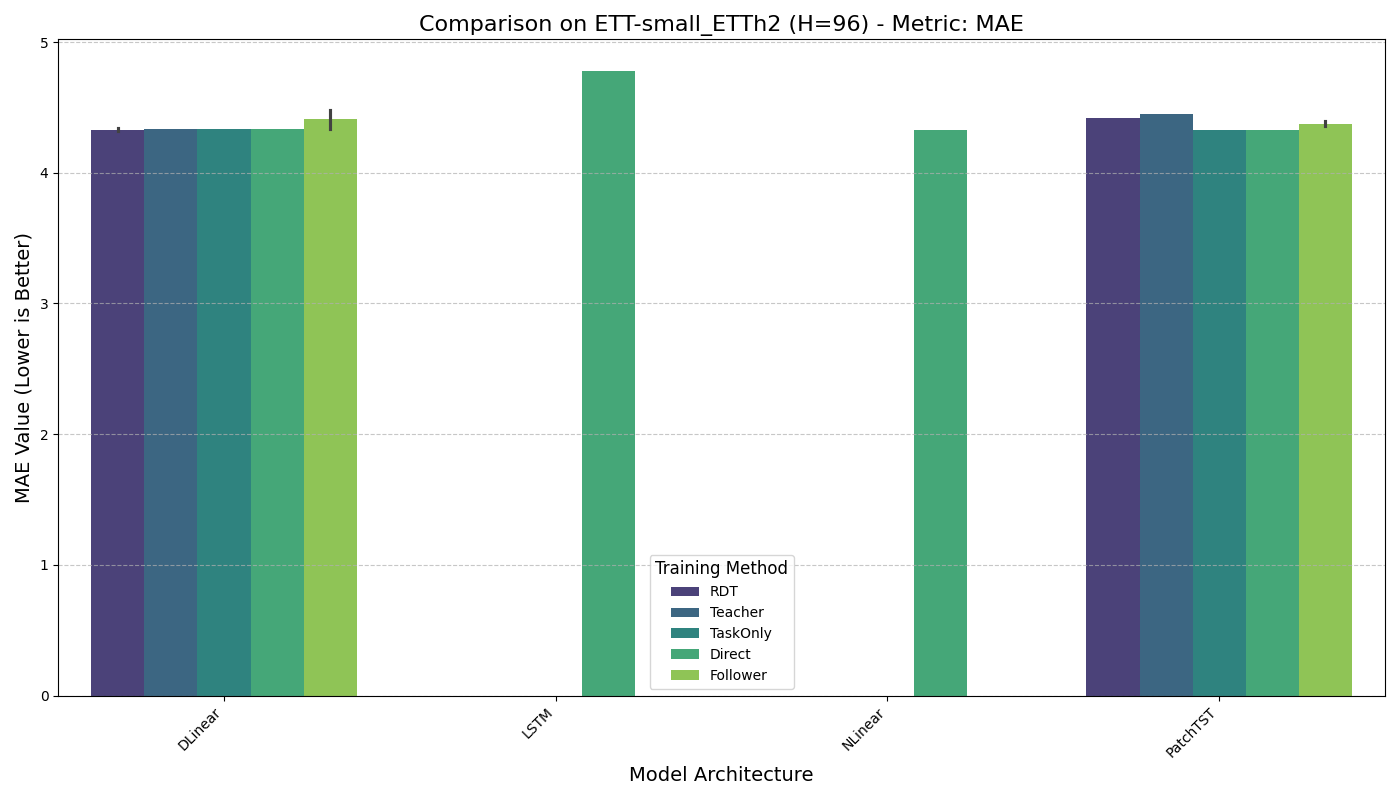 Comparison on ETT-small_ETTh2 (H=96) - Metric: MAE
MAE Value (Lower is Better)
5
4
3
2
1
0
Training Method
RDT
Teacher
TaskOnly
Direct
Follower
DLinear
LSTM
NLinear
PatchTST
Model Architecture